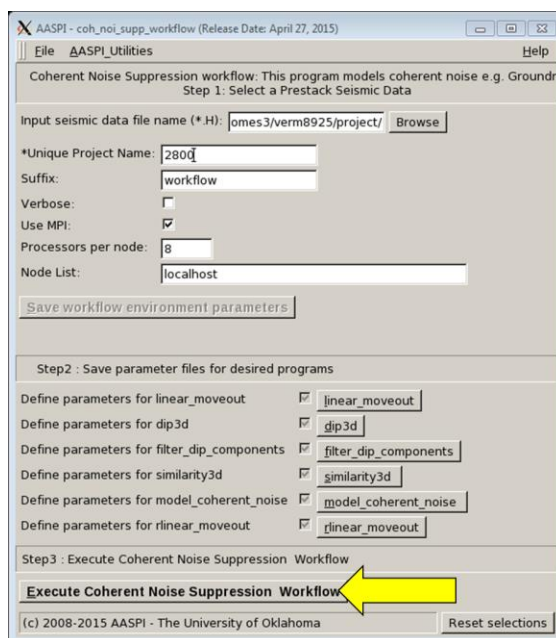 AASPI - coh_noi_supp_workflow (Release Date: April 27, 2015)
File AASPI_Utilities Help
Coherent Noise Suppression workflow: This program models coherent noise e.g. Groundr
Step 1: Select a Prestack Seismic Data
Input seismic data file name (*.H): omes3/verm8925/project/ Browse
*Unique Project Name: 2800
Suffix: workflow
Verbose:
Use MPI:
Processors per node: 8
Node List: localhost
Save workflow environment parameters
Step2 : Save parameter files for desired programs
Define parameters for linear_moveout linear_moveout
Define parameters for dip3d dip3d
Define parameters for filter_dip_components filter_dip_components
Define parameters for similarity3d similarity3d
Define parameters for model_coherent_noise model_coherent_noise
Define parameters for rlinear_moveout rlinear_moveout
Step3 : Execute Coherent Noise Suppression Workflow
Execute Coherent Noise Suppression Workflow
(c) 2008-2015 AASPI - The University of Oklahoma Reset selections